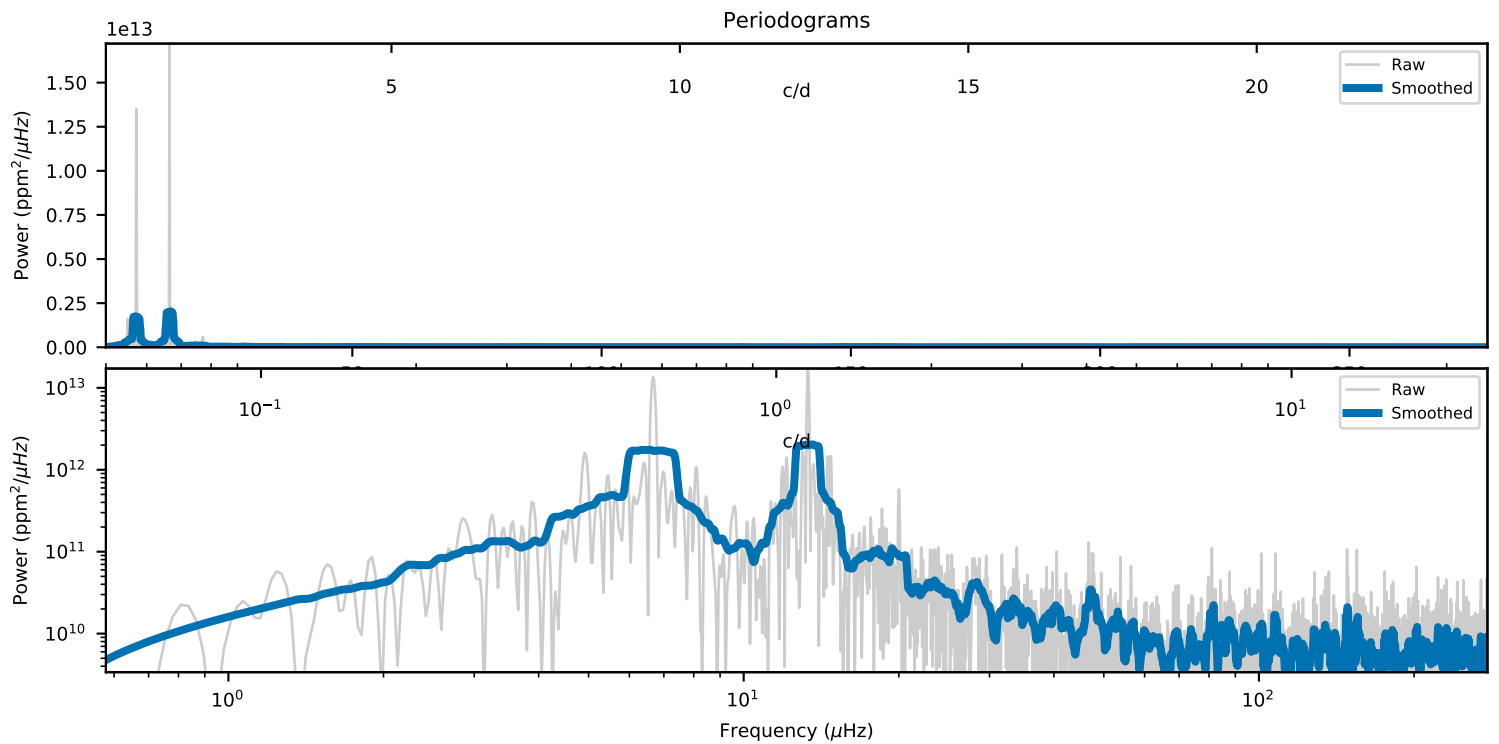 Periodograms
1e13
Power (ppm²/μHz)
1.50
1.25
1.00
0.75
0.50
0.25
0.00
5 10 15 20
c/d
Raw
Smoothed
Power (ppm²/μHz)
10¹³
10¹²
10¹¹
10¹⁰
10⁻¹ 10⁰ 10¹
c/d
Raw
Smoothed
10⁰ 10¹ 10²
Frequency (μHz)